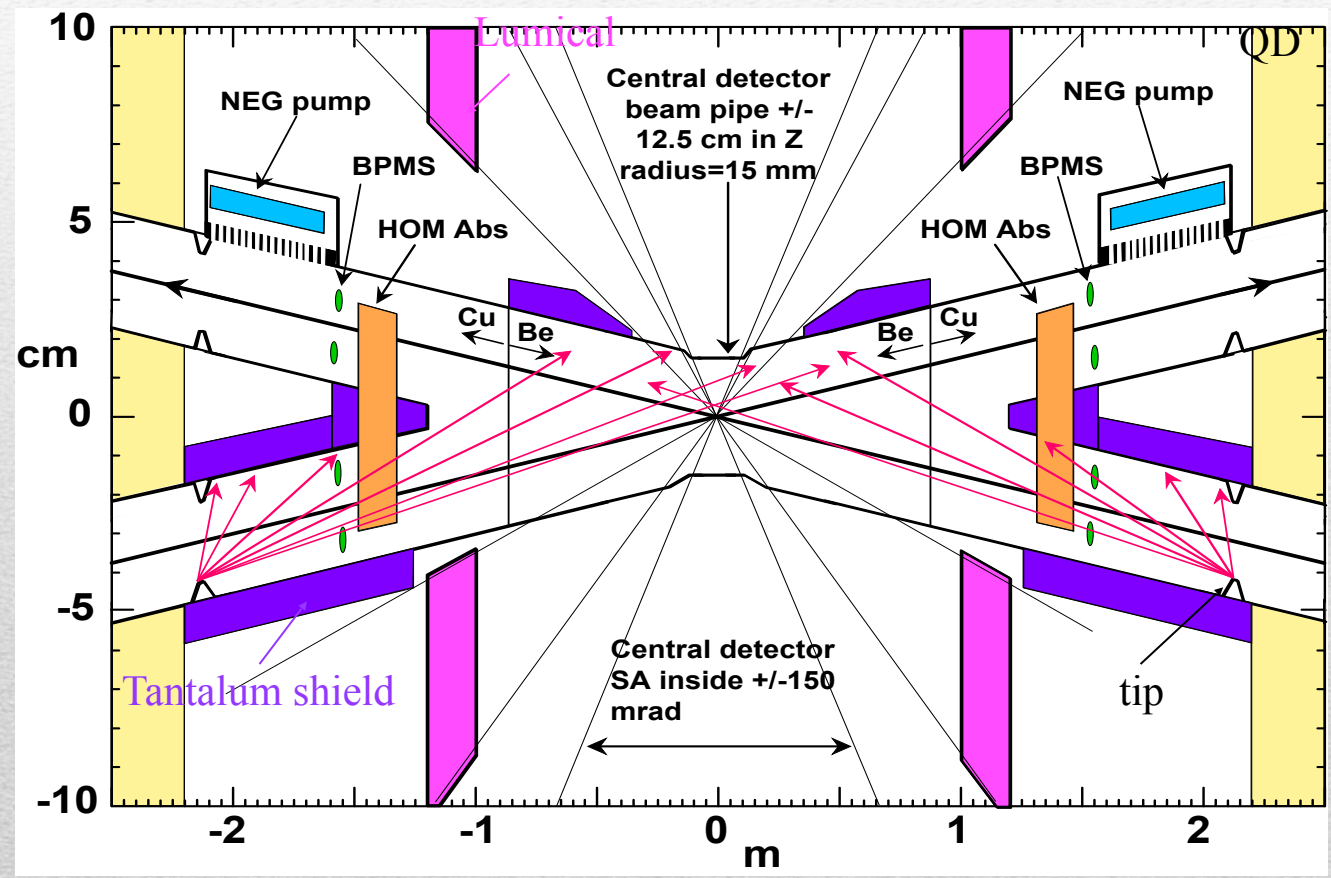 10
Lumical
QD
Central detector
beam pipe +/-
12.5 cm in Z
radius=15 mm
NEG pump
NEG pump
BPMS
BPMS
HOM Abs
HOM Abs
5
Cu
Be
Be
Cu
cm
0
-5
Central detector
SA inside +/-150
mrad
Tantalum shield
tip
-10
-2
-1
0
1
2
m